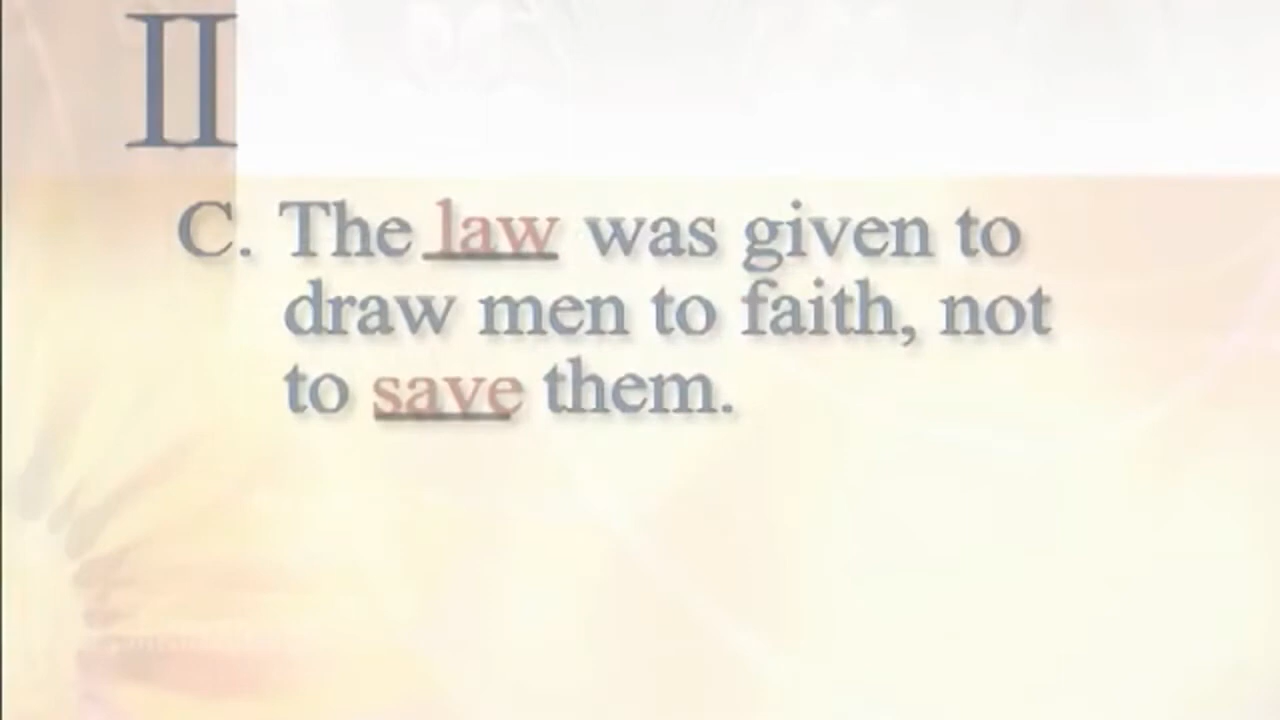 II
C. The law was given to
draw men to faith, not
to save them.